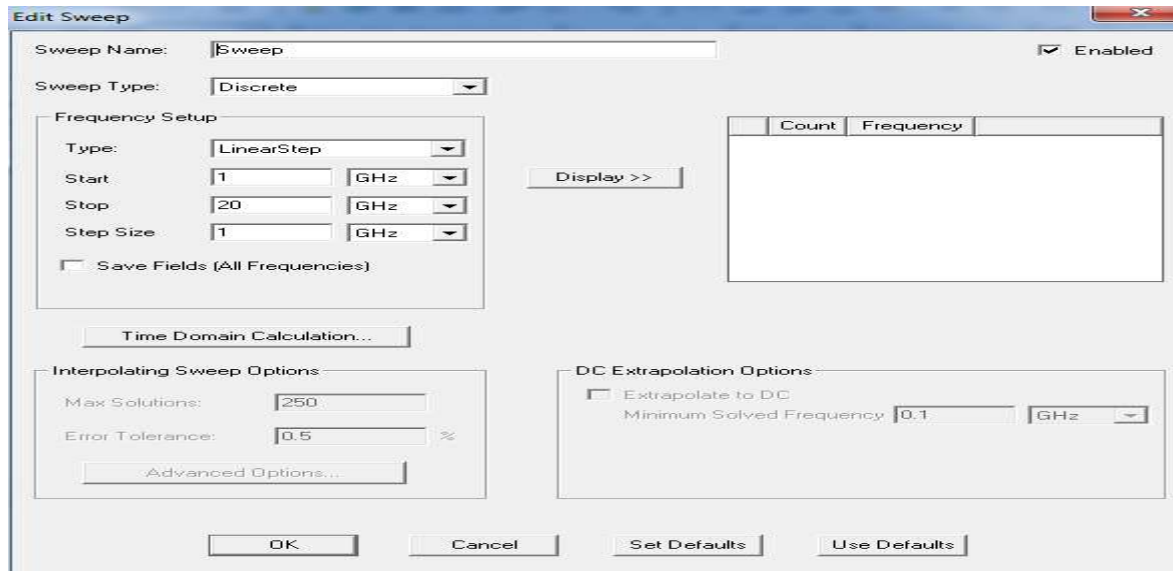 Edit Sweep
Sweep Name: Sweep Enabled
Sweep Type: Discrete
Frequency Setup
Type: LinearStep
Start 1 GHz
Stop 20 GHz
Step Size 1 GHz
Save Fields (All Frequencies)
Display >>
Count Frequency
Time Domain Calculation...
Interpolating Sweep Options
Max Solutions: 250
Error Tolerance: 0.5 %
Advanced Options...
DC Extrapolation Options
Extrapolate to DC
Minimum Solved Frequency 0.1 GHz
OK Cancel Set Defaults Use Defaults